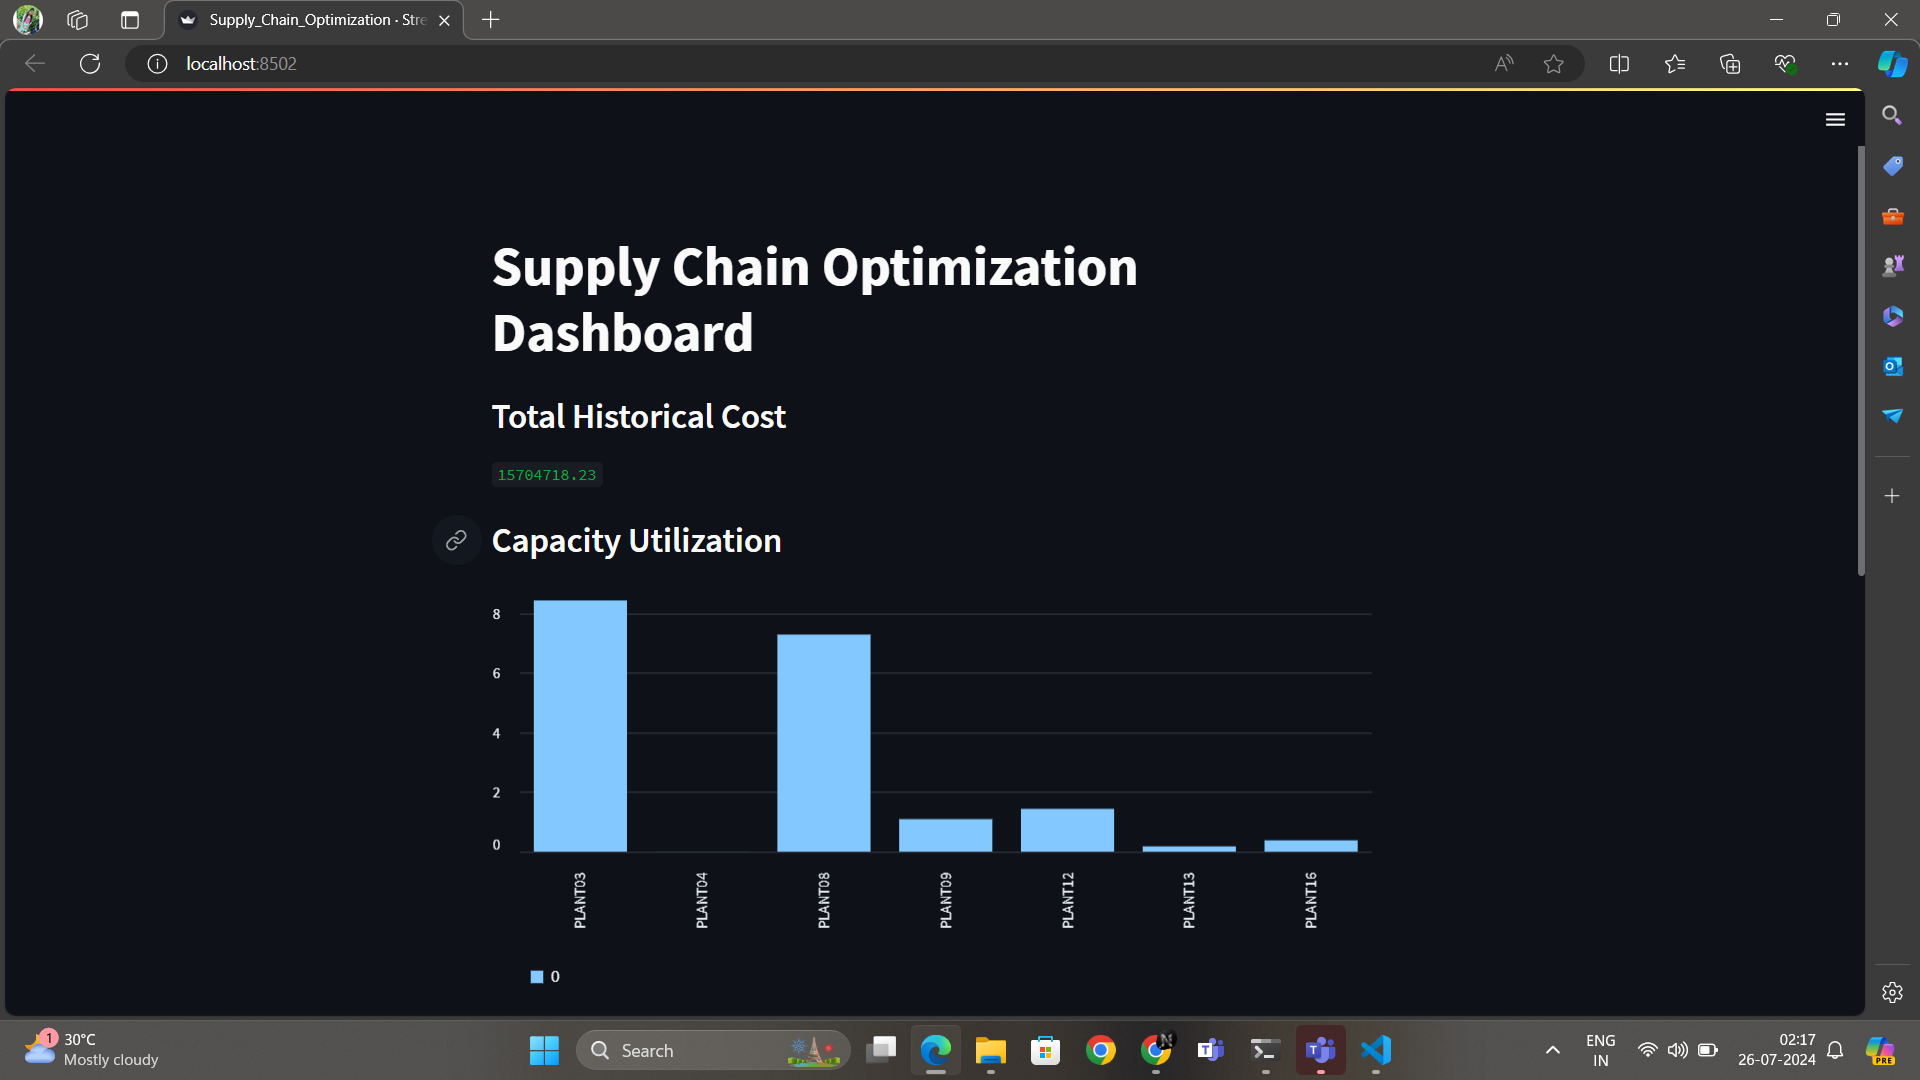 Supply_Chain_Optimization · Stre
localhost:8502
Supply Chain Optimization
Dashboard
Total Historical Cost
15704718.23
Capacity Utilization
8
6
4
2
0
PLANT03
PLANT04
PLANT08
PLANT09
PLANT12
PLANT13
PLANT16
0
1
30°C
Mostly cloudy
Search
N
T
T
ENG
IN
02:17
26-07-2024
PRE